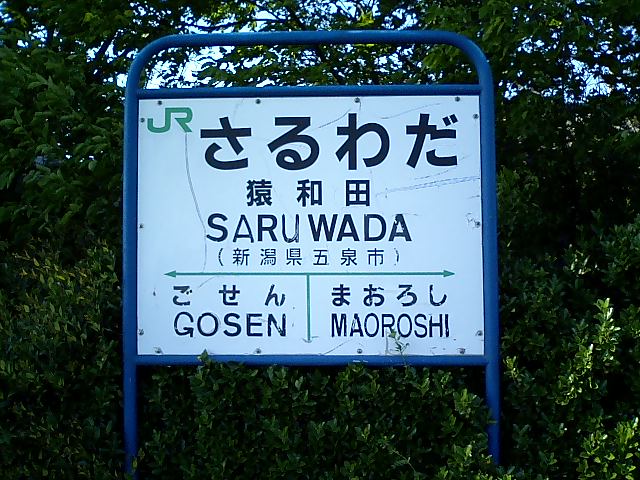 JR さるわだ
猿和田
SARUWADA
(新潟県五泉市)
ごせん まおろし
GOSEN MAOROSHI